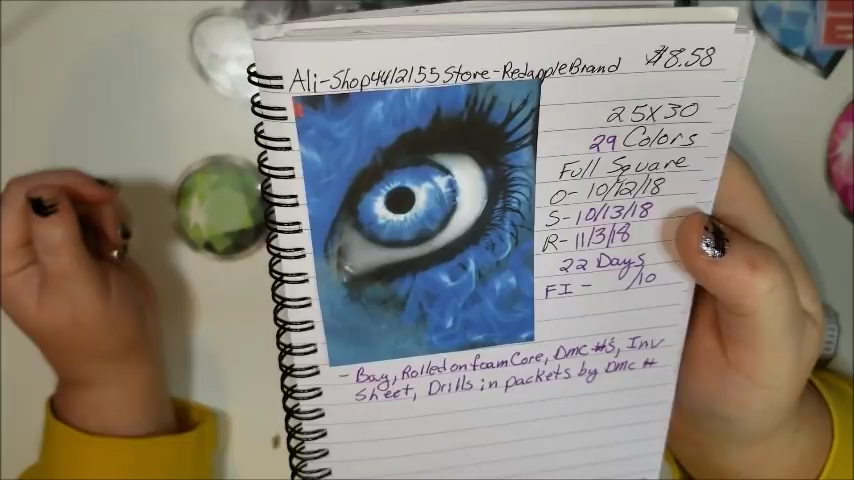 Ali-Shop4412155 Store-RedappleBrand $8.58
25X30
29 Colors
Full Square
O- 10/12/18
S- 10/13/18
R- 11/3/18
22 Days
FI - /10
- Bag, Rolled on foam Core, Dmc #s, Inv
Sheet, Drills in packets by Dmc #